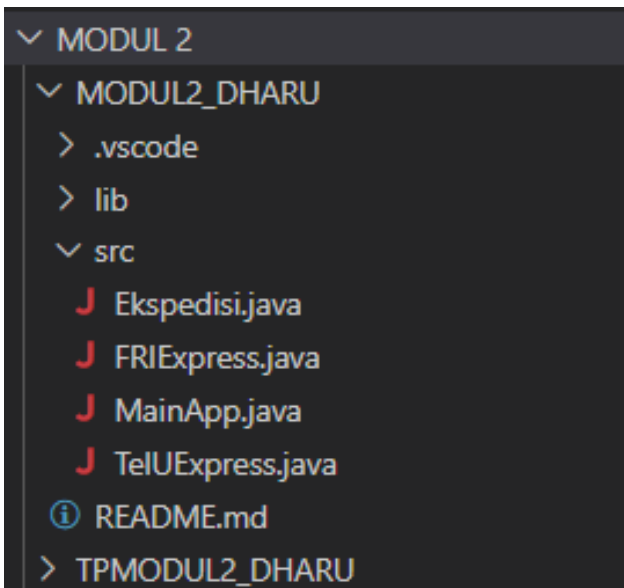 MODUL 2
MODUL2_DHARU
.vscode
lib
src
J Ekspedisi.java
J FRIExpress.java
J MainApp.java
J TelUExpress.java
README.md
TPMODUL2_DHARU